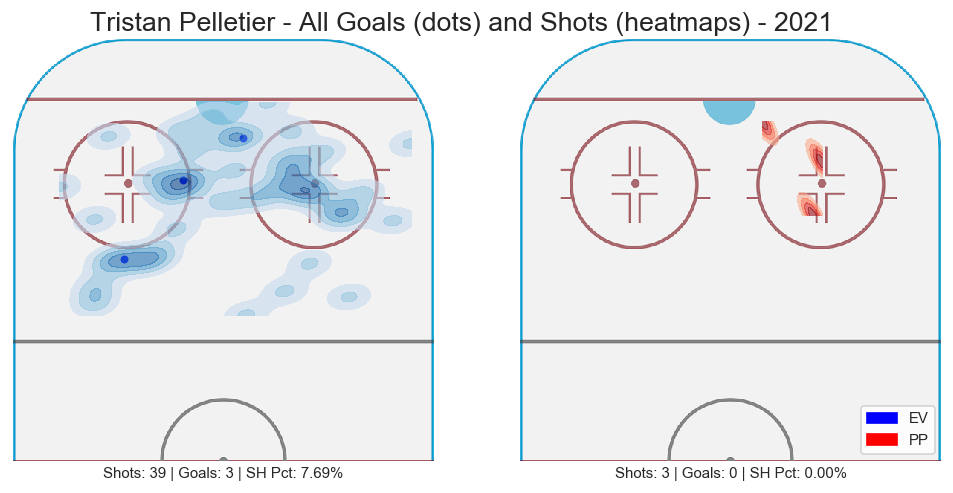 Tristan Pelletier - All Goals (dots) and Shots (heatmaps) - 2021
EV
PP
Shots: 39 | Goals: 3 | SH Pct: 7.69%
Shots: 3 | Goals: 0 | SH Pct: 0.00%